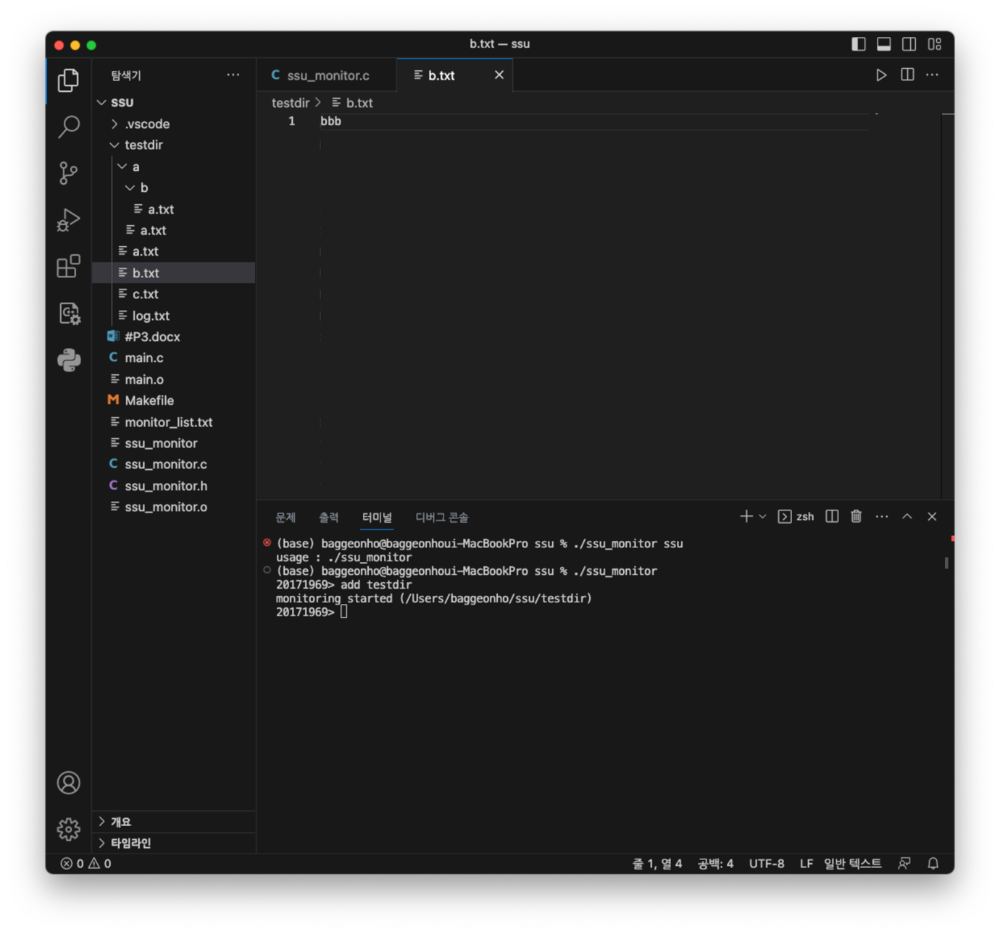 b.txt — ssu
탐색기
SSU
.vscode
testdir
a
b
a.txt
a.txt
a.txt
b.txt
c.txt
log.txt
#P3.docx
main.c
main.o
Makefile
monitor_list.txt
ssu_monitor
ssu_monitor.c
ssu_monitor.h
ssu_monitor.o
개요
타임라인
ssu_monitor.c b.txt
testdir > b.txt
1 bbb
문제 출력 터미널 디버그 콘솔 zsh
(base) baggeonho@baggeonhoui-MacBookPro ssu % ./ssu_monitor ssu
usage : ./ssu_monitor
(base) baggeonho@baggeonhoui-MacBookPro ssu % ./ssu_monitor
20171969> add testdir
monitoring started (/Users/baggeonho/ssu/testdir)
20171969>
0 0 줄 1, 열 4 공백: 4 UTF-8 LF 일반 텍스트